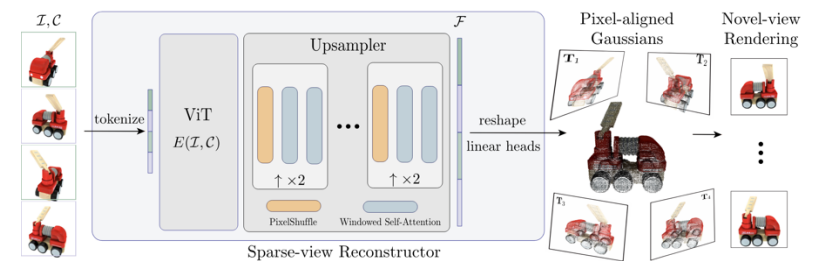 I, C
tokenize
ViT
E(I, C)
Upsampler
↑×2
•••
↑×2
PixelShuffle
Windowed Self-Attention
Sparse-view Reconstructor
F
reshape
linear heads
Pixel-aligned
Gaussians
T₁
T₂
T₃
T₄
Novel-view
Rendering